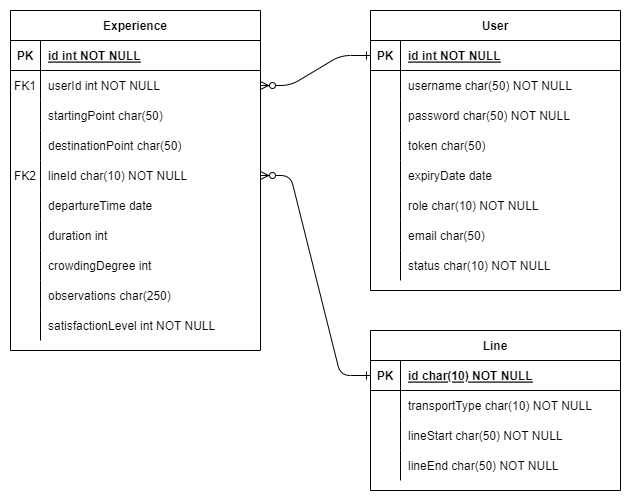 Experience
PK id int NOT NULL
FK1 userId int NOT NULL
startingPoint char(50)
destinationPoint char(50)
FK2 lineId char(10) NOT NULL
departureTime date
duration int
crowdingDegree int
observations char(250)
satisfactionLevel int NOT NULL
User
PK id int NOT NULL
username char(50) NOT NULL
password char(50) NOT NULL
token char(50)
expiryDate date
role char(10) NOT NULL
email char(50)
status char(10) NOT NULL
Line
PK id char(10) NOT NULL
transportType char(10) NOT NULL
lineStart char(50) NOT NULL
lineEnd char(50) NOT NULL